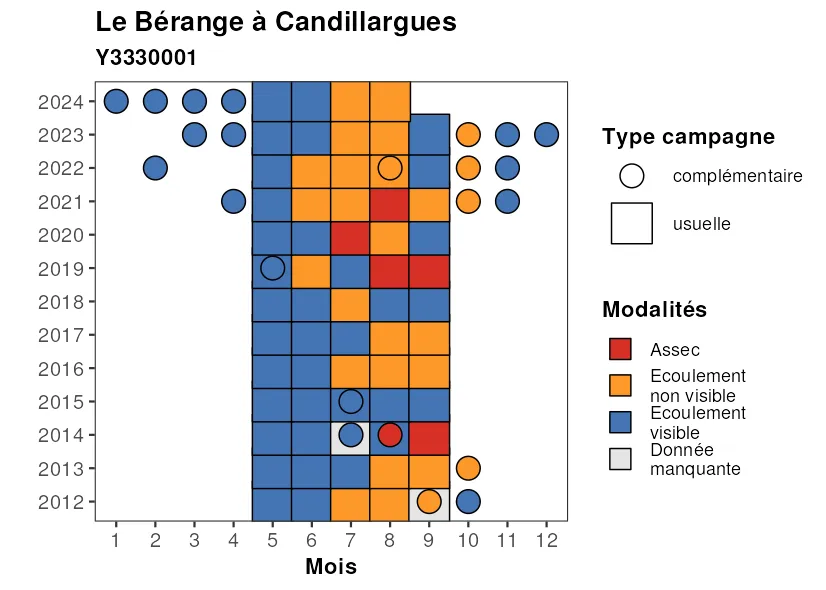 Le Bérange à Candillargues
Y3330001
2024
2023
2022
2021
2020
2019
2018
2017
2016
2015
2014
2013
2012
1 2 3 4 5 6 7 8 9 10 11 12
Mois
Type campagne
complémentaire
usuelle
Modalités
Assec
Ecoulement
non visible
Ecoulement
visible
Donnée
manquante